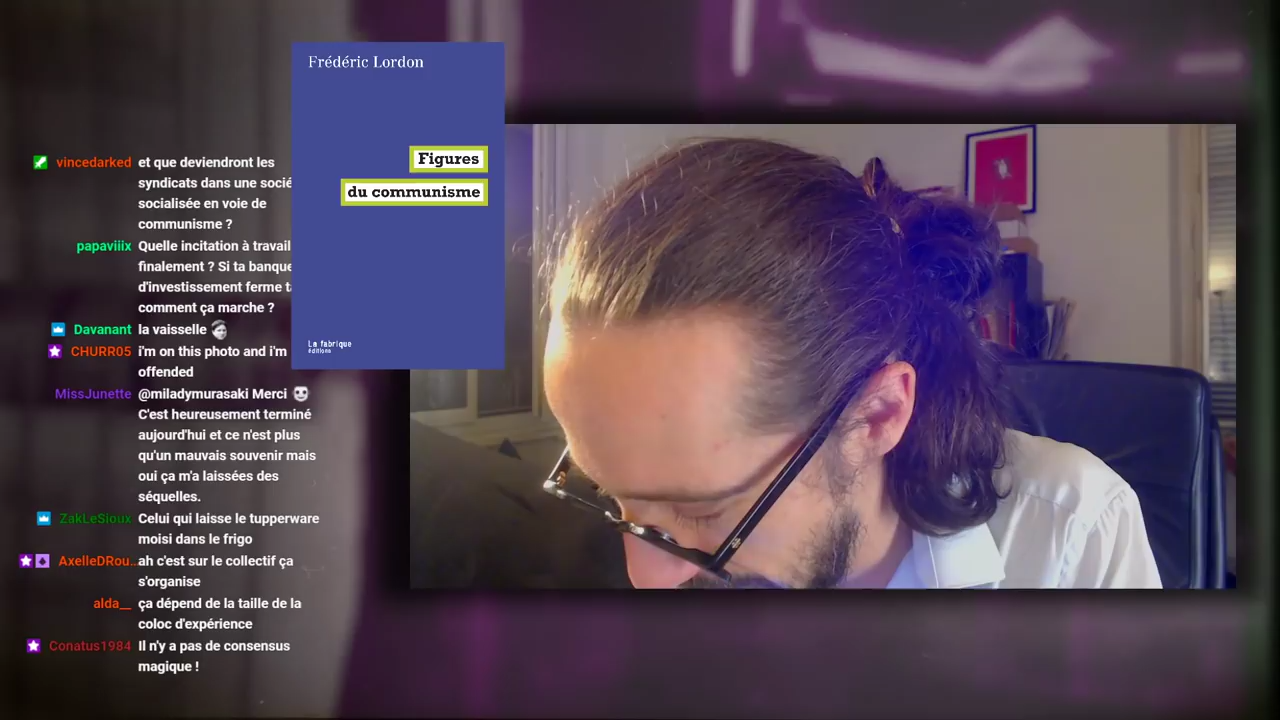 Frédéric Lordon
Figures
du communisme
La fabrique
éditions
vincedarked et que deviendront les
syndicats dans une socié
socialisée en voie de
communisme ?
papaviiix Quelle incitation à travail
finalement ? Si ta banque
d'investissement ferme t
comment ça marche ?
Davanant la vaisselle
CHURR05 i'm on this photo and i'm
offended
MissJunette @miladymurasaki Merci
C'est heureusement terminé
aujourd'hui et ce n'est plus
qu'un mauvais souvenir mais
oui ça m'a laissées des
séquelles.
ZakLeSioux Celui qui laisse le tupperware
moisi dans le frigo
AxelleDRou... ah c'est sur le collectif ça
s'organise
alda__ ça dépend de la taille de la
coloc d'expérience
Conatus1984 Il n'y a pas de consensus
magique !